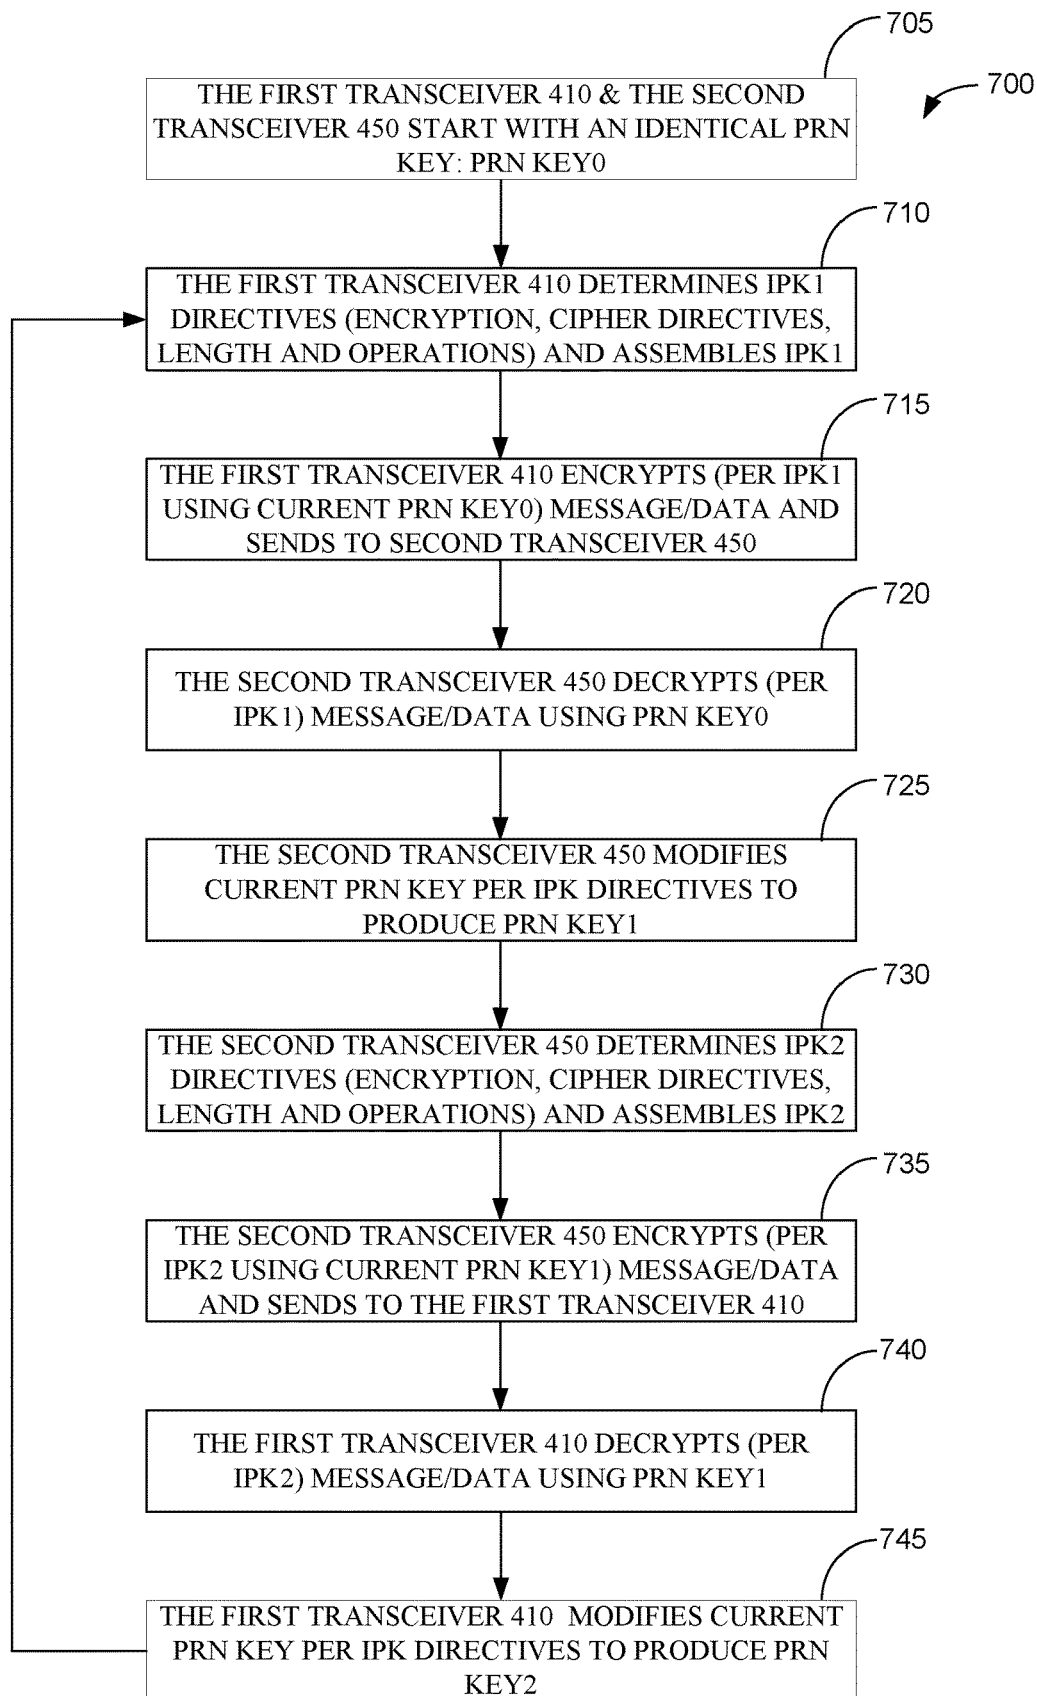 705
700
THE FIRST TRANSCEIVER 410 & THE SECOND
TRANSCEIVER 450 START WITH AN IDENTICAL PRN
KEY: PRN KEY0
710
THE FIRST TRANSCEIVER 410 DETERMINES IPK1
DIRECTIVES (ENCRYPTION, CIPHER DIRECTIVES,
LENGTH AND OPERATIONS) AND ASSEMBLES IPK1
715
THE FIRST TRANSCEIVER 410 ENCRYPTS (PER IPK1
USING CURRENT PRN KEY0) MESSAGE/DATA AND
SENDS TO SECOND TRANSCEIVER 450
720
THE SECOND TRANSCEIVER 450 DECRYPTS (PER
IPK1) MESSAGE/DATA USING PRN KEY0
725
THE SECOND TRANSCEIVER 450 MODIFIES
CURRENT PRN KEY PER IPK DIRECTIVES TO
PRODUCE PRN KEY1
730
THE SECOND TRANSCEIVER 450 DETERMINES IPK2
DIRECTIVES (ENCRYPTION, CIPHER DIRECTIVES,
LENGTH AND OPERATIONS) AND ASSEMBLES IPK2
735
THE SECOND TRANSCEIVER 450 ENCRYPTS (PER
IPK2 USING CURRENT PRN KEY1) MESSAGE/DATA
AND SENDS TO THE FIRST TRANSCEIVER 410
740
THE FIRST TRANSCEIVER 410 DECRYPTS (PER
IPK2) MESSAGE/DATA USING PRN KEY1
745
THE FIRST TRANSCEIVER 410 MODIFIES CURRENT
PRN KEY PER IPK DIRECTIVES TO PRODUCE PRN
KEY2